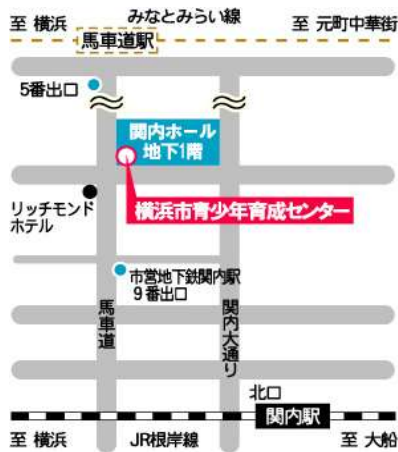 みなとみらい線
至 横浜
至 元町中華街
馬車道駅
5番出口
関内ホール
地下1階
横浜市青少年育成センター
リッチモンド
ホテル
市営地下鉄関内駅
9番出口
馬車道
関内大通り
北口
関内駅
至 横浜
JR根岸線
至 大船